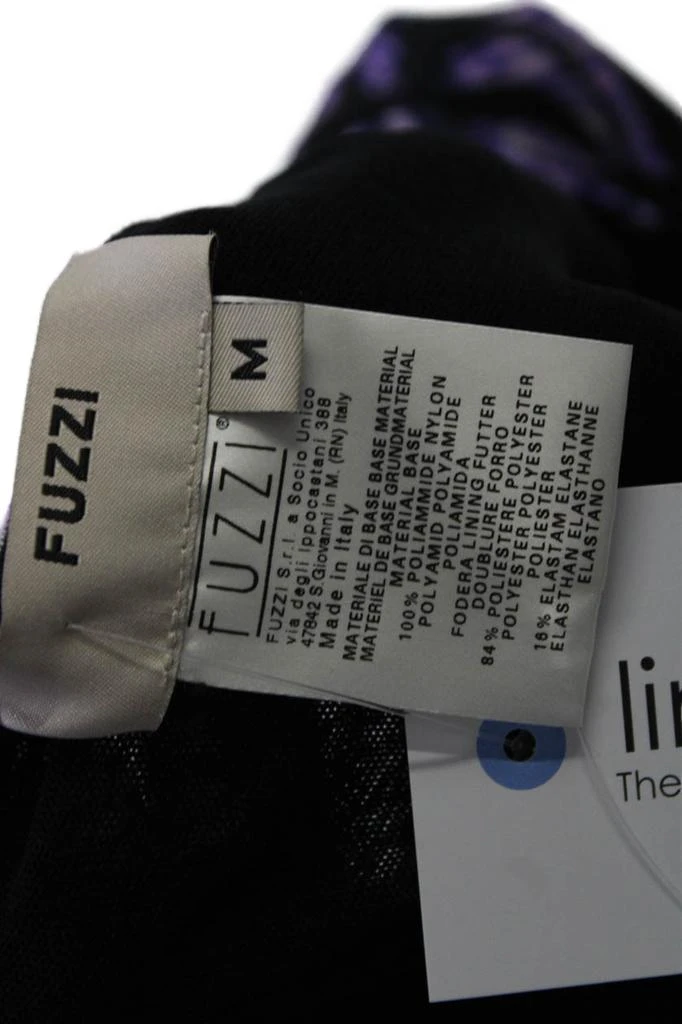 FUZZI
M
FUZZI®
FUZZI S.r.l. a Socio Unico
via degli Ippocastani 388
47842 S.Giovanni in M. (RN) Italy
Made in Italy
MATERIALE DI BASE BASE MATERIAL
MATERIEL DE BASE GRUNDMATERIAL
MATERIAL BASE
100% POLIAMMIDE NYLON
POLYAMID POLYAMIDE
POLIAMIDA
FODERA LINING FUTTER
DOUBLURE FORRO
84% POLIESTERE POLYESTER
POLYESTER POLYESTER
POLIESTER
16% ELASTAM ELASTANE
ELASTHAN ELASTHANNE
ELASTANO
The